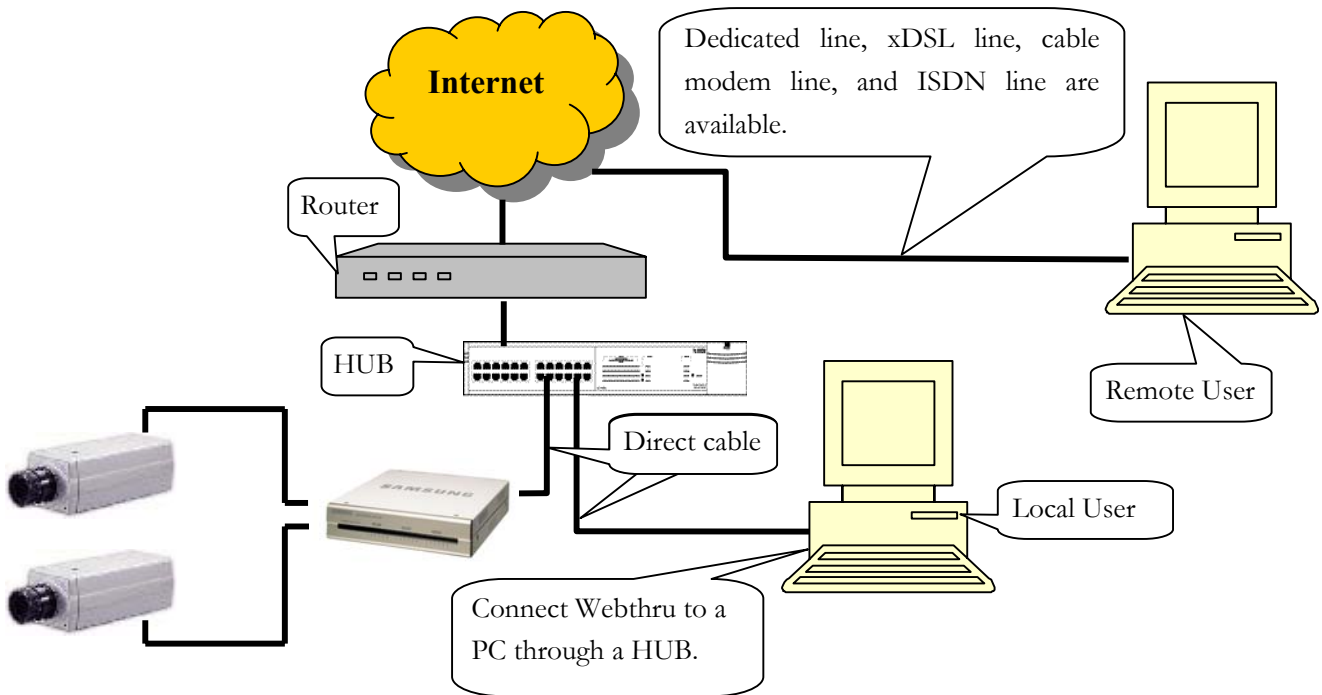 Internet
Dedicated line, xDSL line, cable
modem line, and ISDN line are
available.
Router
HUB
Remote User
Direct cable
SAMSUNG
Local User
Connect Webthru to a
PC through a HUB.